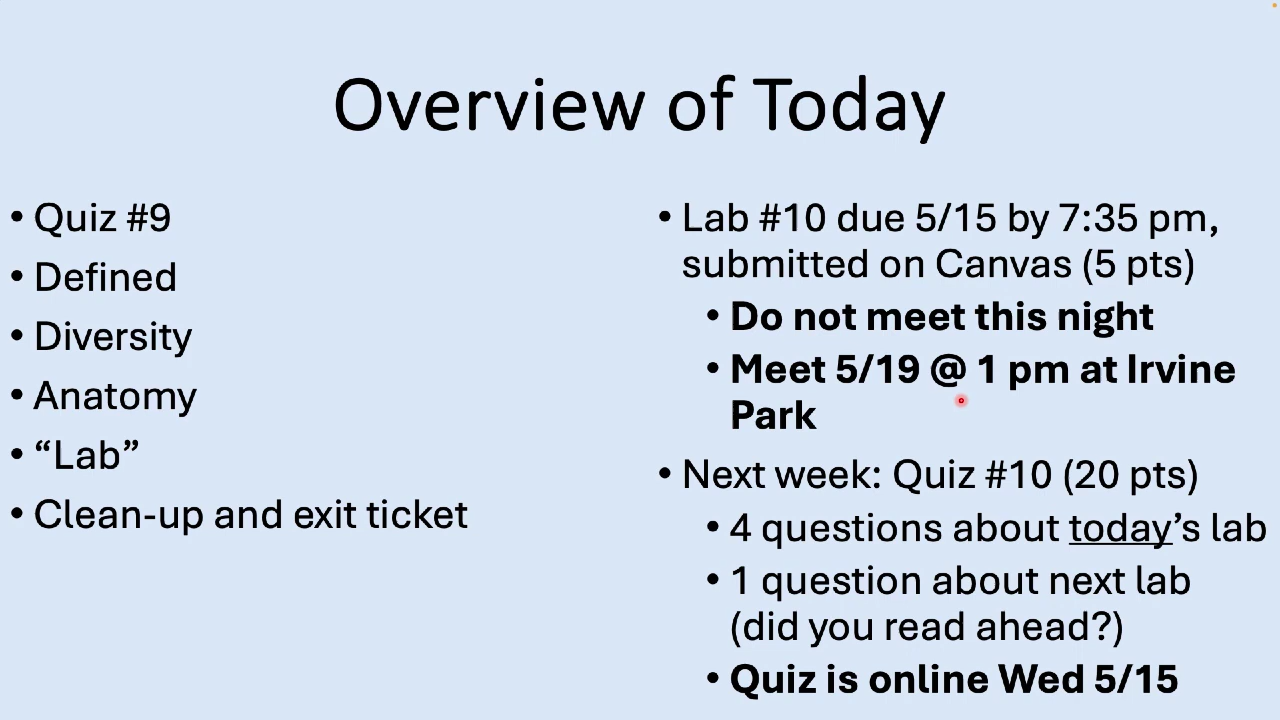 Overview of Today
• Quiz #9
• Defined
• Diversity
• Anatomy
• “Lab”
• Clean-up and exit ticket
• Lab #10 due 5/15 by 7:35 pm,
submitted on Canvas (5 pts)
• Do not meet this night
• Meet 5/19 @ 1 pm at Irvine
Park
• Next week: Quiz #10 (20 pts)
• 4 questions about today’s lab
• 1 question about next lab
(did you read ahead?)
• Quiz is online Wed 5/15